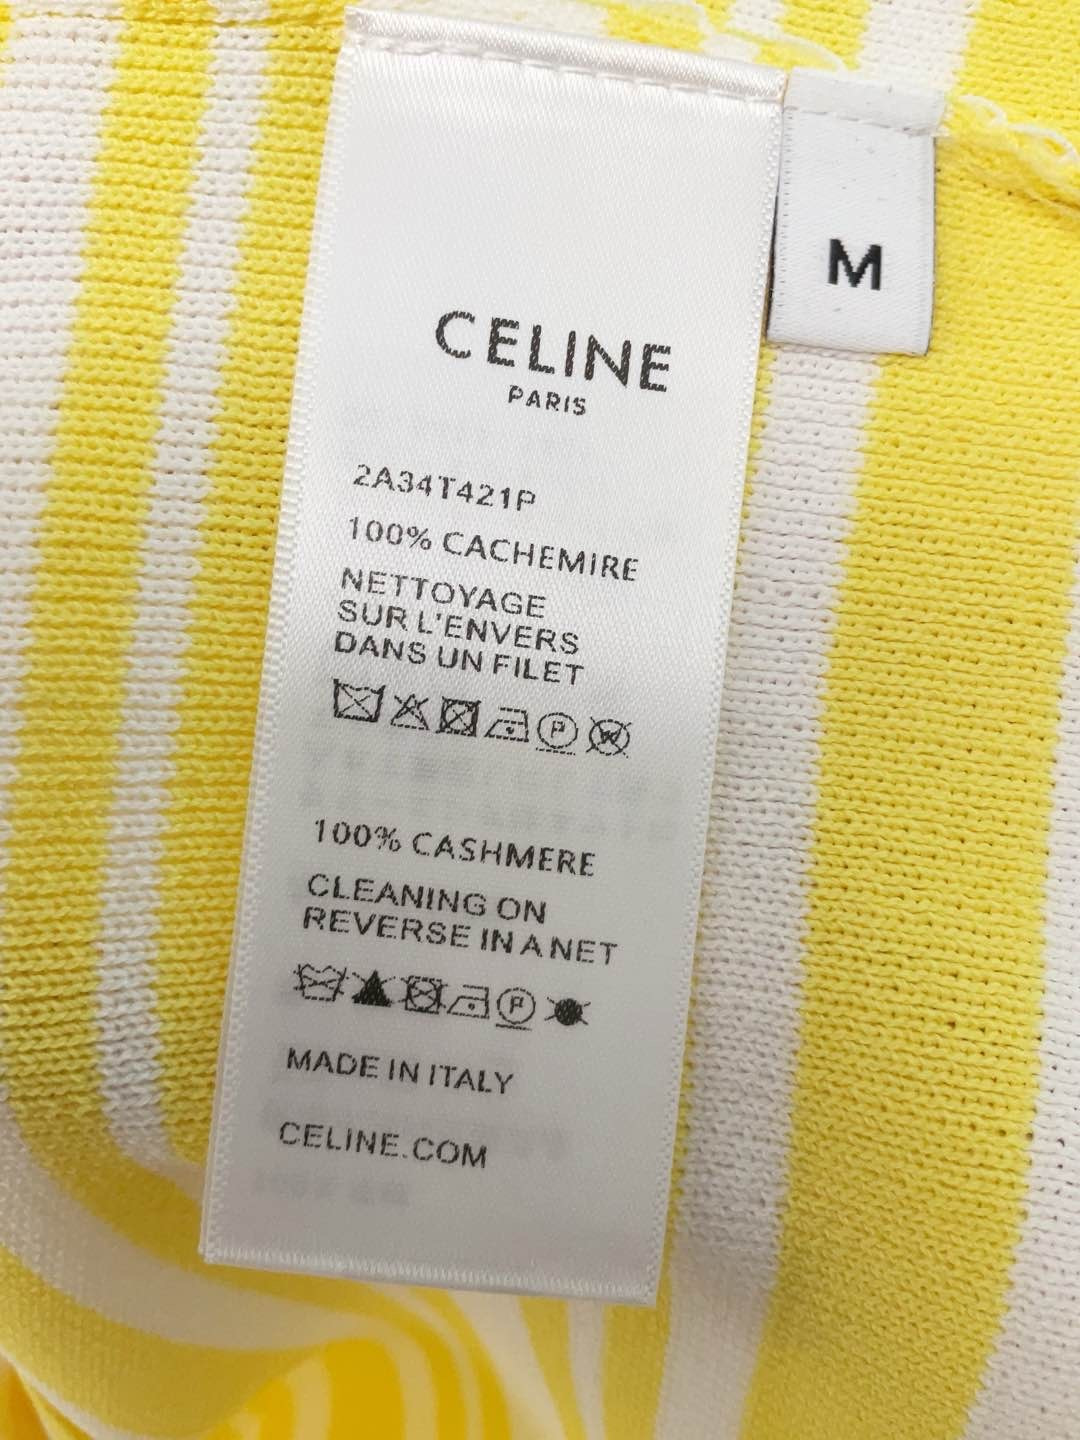 M
CELINE
PARIS
2A34T421P
100% CACHEMIRE
NETTOYAGE
SUR L'ENVERS
DANS UN FILET
P W
100% CASHMERE
CLEANING ON
REVERSE IN A NET
P
MADE IN ITALY
CELINE.COM